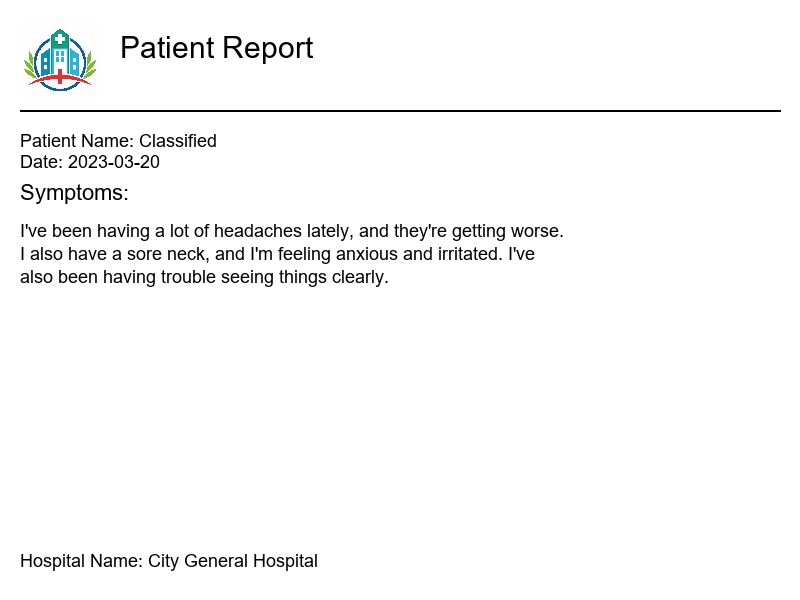 Patient Report
Patient Name: Classified
Date: 2023-03-20
Symptoms:
I've been having a lot of headaches lately, and they're getting worse.
I also have a sore neck, and I'm feeling anxious and irritated. I've
also been having trouble seeing things clearly.
Hospital Name: City General Hospital